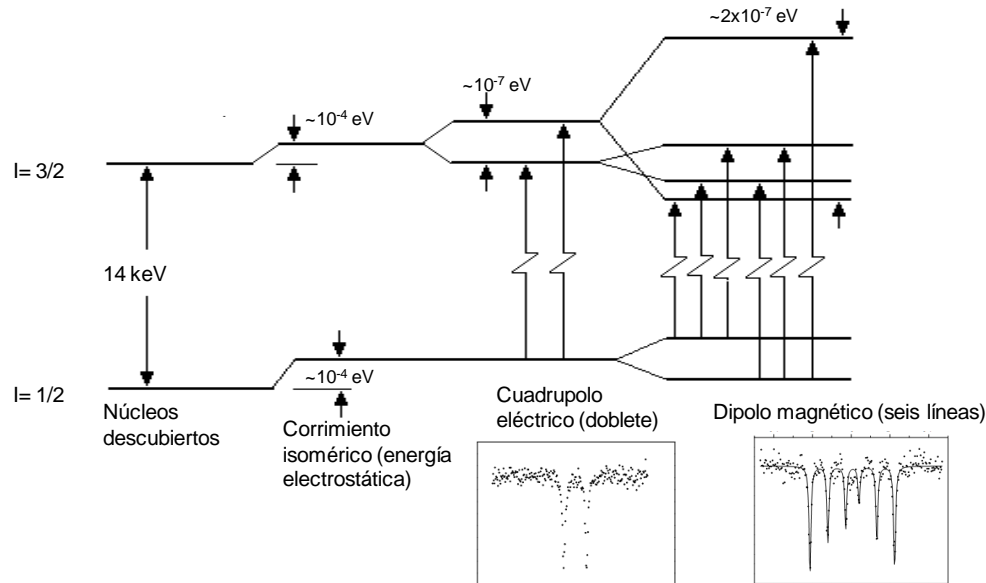 ~2x10⁻⁷ eV
~10⁻⁷ eV
~10⁻⁴ eV
I= 3/2
14 keV
~10⁻⁴ eV
I= 1/2
Núcleos
descubiertos
Corrimiento
isomérico (energía
electrostática)
Cuadrupolo
eléctrico (doblete)
Dipolo magnético (seis líneas)